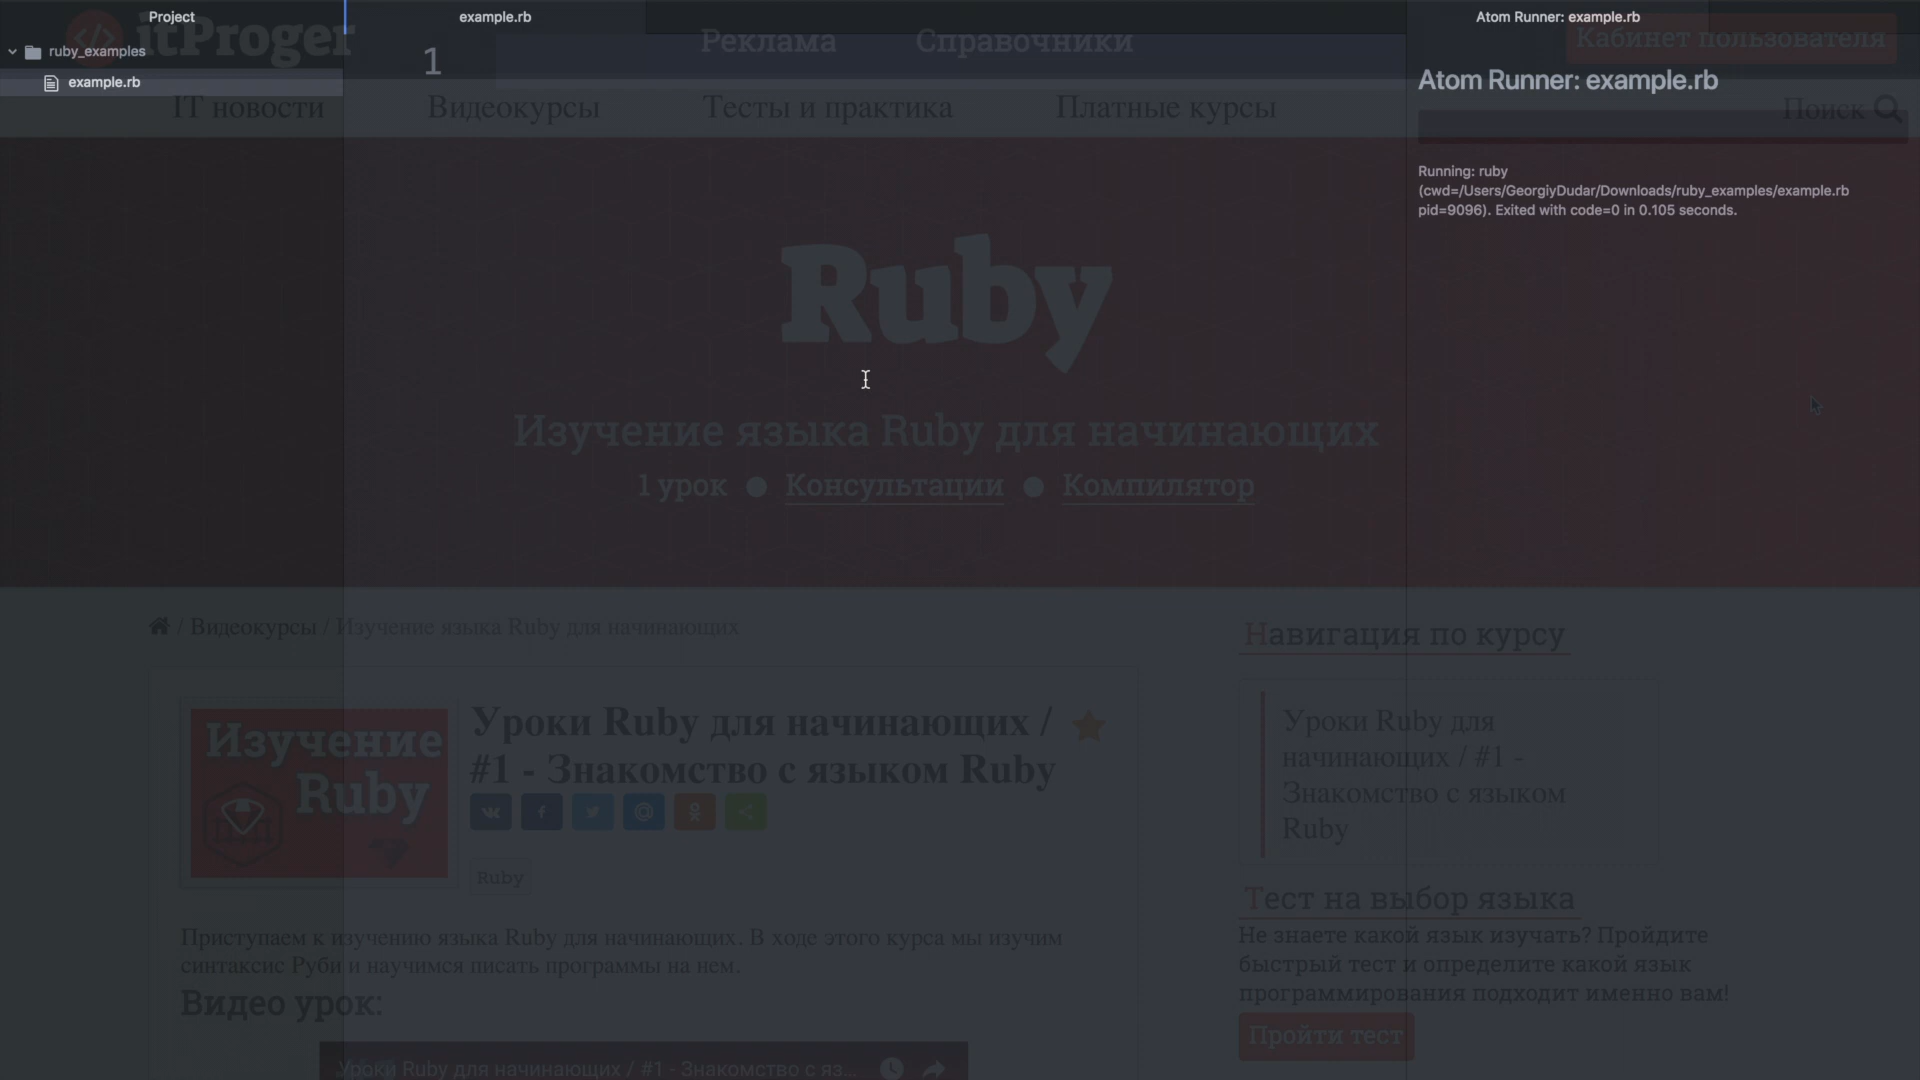 Project
example.rb
Atom Runner: example.rb
itProger
Реклама
Справочники
Кабинет пользователя
ruby_examples
1
example.rb
Atom Runner: example.rb
IT новости
Видеокурсы
Тесты и практика
Платные курсы
Поиск
Running: ruby
(cwd=/Users/GeorgiyDudar/Downloads/ruby_examples/example.rb
pid=9096). Exited with code=0 in 0.105 seconds.
Ruby
Изучение языка Ruby для начинающих
1 урок ● Консультации ● Компилятор
/ Видеокурсы / Изучение языка Ruby для начинающих
Навигация по курсу
Изучение
Ruby
Уроки Ruby для начинающих /
#1 - Знакомство с языком Ruby
Ruby
Уроки Ruby для
начинающих / #1 -
Знакомство с языком
Ruby
Приступаем к изучению языка Ruby для начинающих. В ходе этого курса мы изучим
синтаксис Руби и научимся писать программы на нем.
Видео урок:
Уроки Ruby для начинающих / #1 - Знакомство с яз...
Тест на выбор языка
Не знаете какой язык изучать? Пройдите
быстрый тест и определите какой язык
программирования подходит именно вам!
Пройти тест